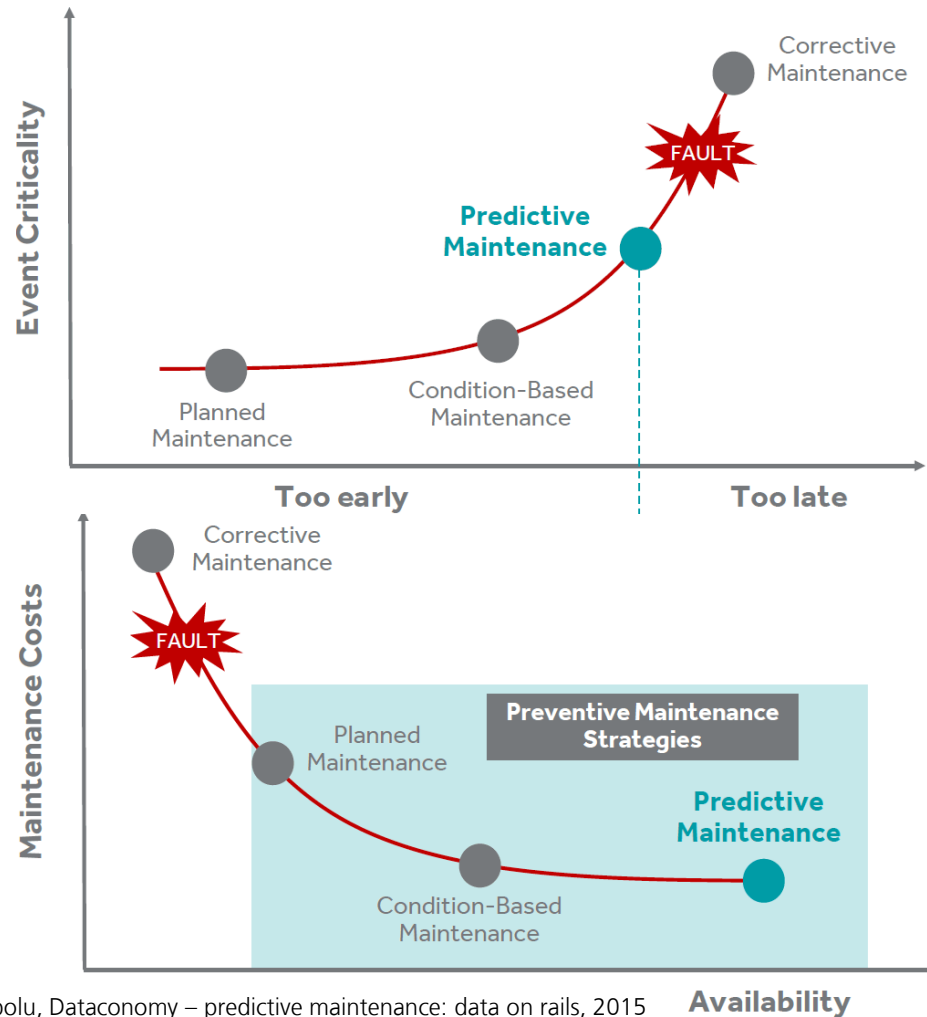 Event Criticality
Corrective
Maintenance
FAULT
Predictive
Maintenance
Condition-Based
Maintenance
Planned
Maintenance
Too early
Too late
Maintenance Costs
Corrective
Maintenance
FAULT
Preventive Maintenance
Strategies
Planned
Maintenance
Predictive
Maintenance
Condition-Based
Maintenance
Dataconomy – predictive maintenance: data on rails, 2015
Availability